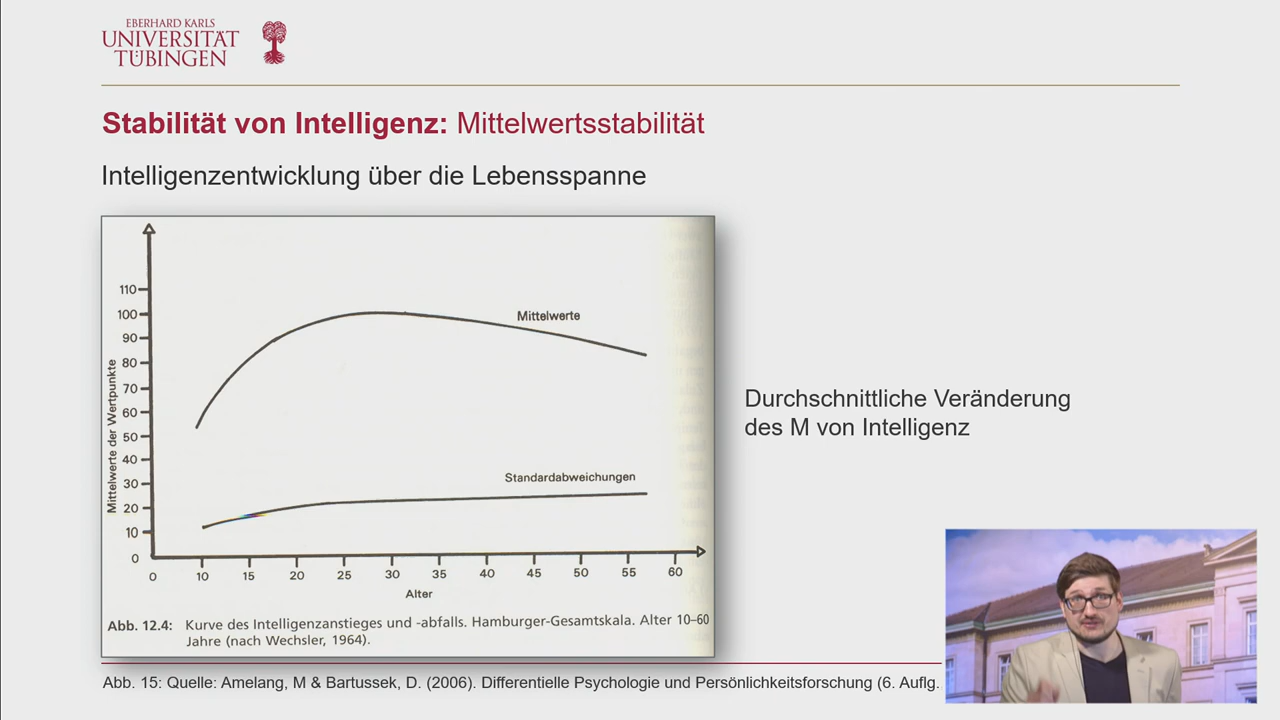 EBERHARD KARLS
UNIVERSITÄT
TÜBINGEN
Stabilität von Intelligenz: Mittelwertsstabilität
Intelligenzentwicklung über die Lebensspanne
110
100
90
80
70
60
50
40
30
20
10
0
Mittelwerte der Wertpunkte
Mittelwerte
Standardabweichungen
0 10 15 20 25 30 35 40 45 50 55 60
Alter
Abb. 12.4: Kurve des Intelligenzanstieges und -abfalls. Hamburger-Gesamtskala. Alter 10–60
Jahre (nach Wechsler, 1964).
Durchschnittliche Veränderung
des M von Intelligenz
Abb. 15: Quelle: Amelang, M & Bartussek, D. (2006). Differentielle Psychologie und Persönlichkeitsforschung (6. Auflg.